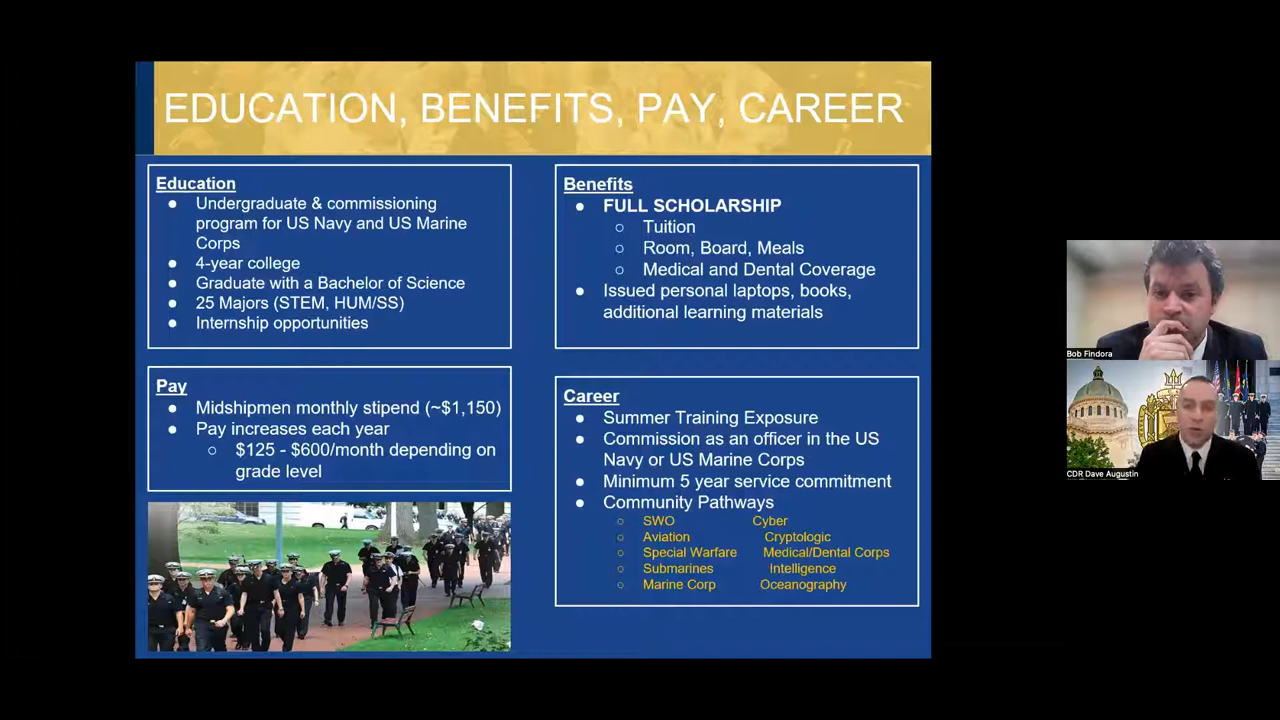 EDUCATION, BENEFITS, PAY, CAREER
Education
● Undergraduate & commissioning
program for US Navy and US Marine
Corps
● 4-year college
● Graduate with a Bachelor of Science
● 25 Majors (STEM, HUM/SS)
● Internship opportunities
Pay
● Midshipmen monthly stipend (~$1,150)
● Pay increases each year
○ $125 - $600/month depending on
grade level
Benefits
● FULL SCHOLARSHIP
○ Tuition
○ Room, Board, Meals
○ Medical and Dental Coverage
● Issued personal laptops, books,
additional learning materials
Career
● Summer Training Exposure
● Commission as an officer in the US
Navy or US Marine Corps
● Minimum 5 year service commitment
● Community Pathways
○ SWO Cyber
○ Aviation Cryptologic
○ Special Warfare Medical/Dental Corps
○ Submarines Intelligence
○ Marine Corp Oceanography
Bob Findora
CDR Dave Augustin